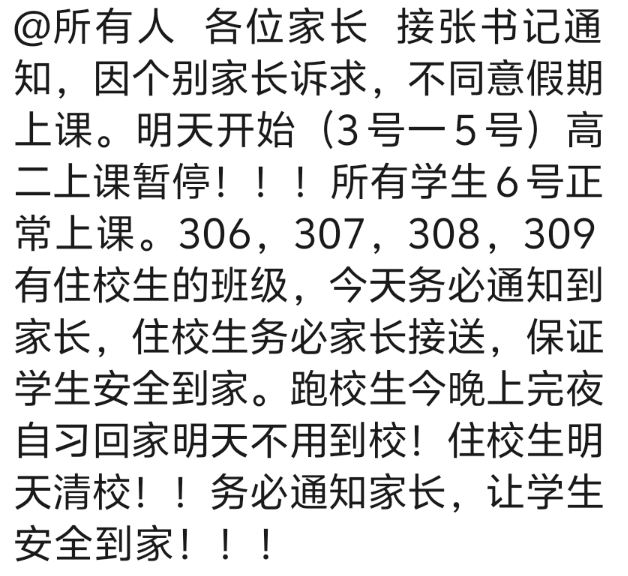 @所有人 各位家长 接张书记通
知，因个别家长诉求，不同意假期
上课。明天开始（3号一5号）高
二上课暂停！！！所有学生6号正
常上课。306，307，308，309
有住校生的班级，今天务必通知到
家长，住校生务必家长接送，保证
学生安全到家。跑校生今晚上完夜
自习回家明天不用到校！住校生明
天清校！！务必通知家长，让学生
安全到家！！！